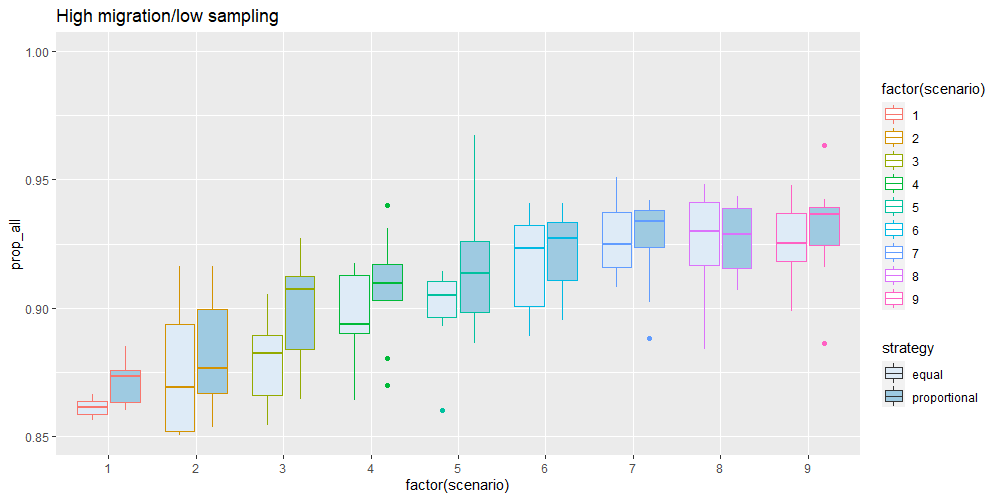 High migration/low sampling
1.00
0.95
0.90
0.85
prop_all
1 2 3 4 5 6 7 8 9
factor(scenario)
factor(scenario)
1
2
3
4
5
6
7
8
9
strategy
equal
proportional